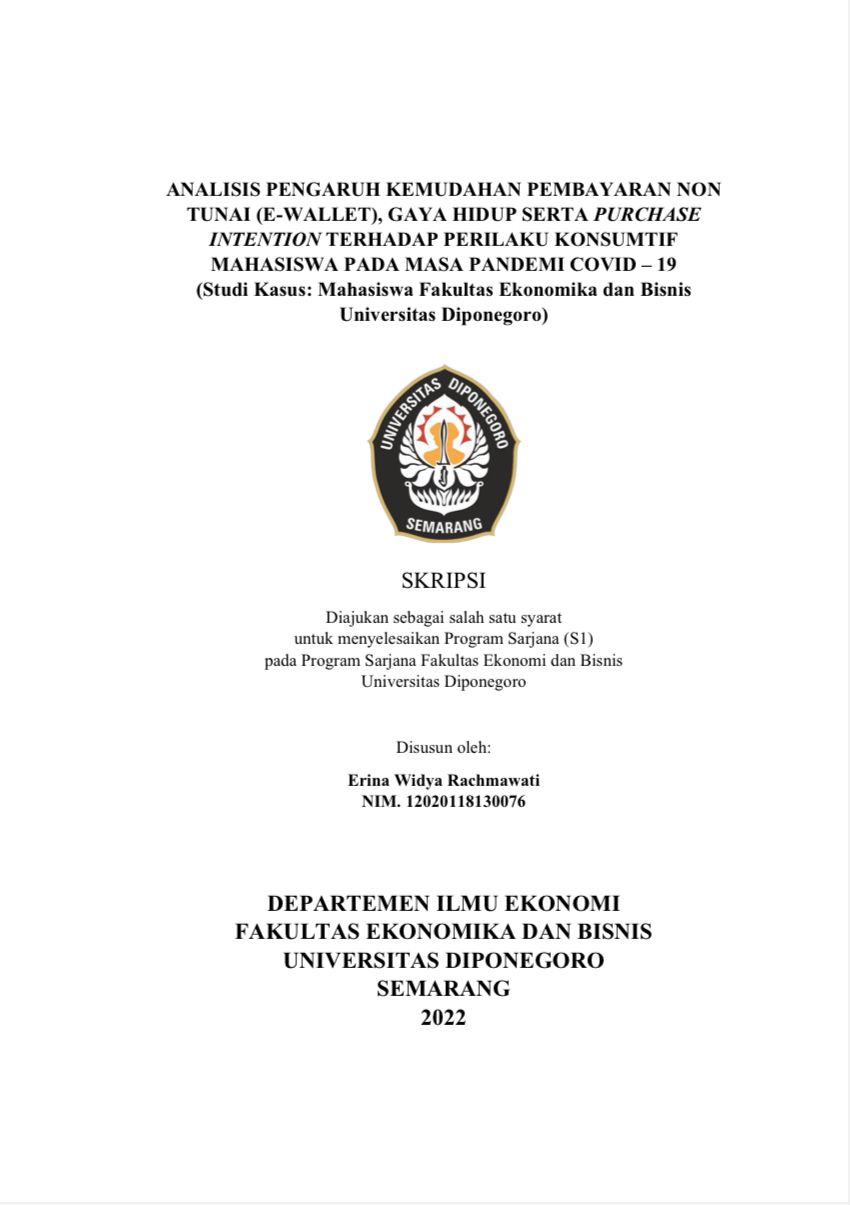 ANALISIS PENGARUH KEMUDAHAN PEMBAYARAN NON
TUNAI (E-WALLET), GAYA HIDUP SERTA PURCHASE
INTENTION TERHADAP PERILAKU KONSUMTIF
MAHASISWA PADA MASA PANDEMI COVID – 19
(Studi Kasus: Mahasiswa Fakultas Ekonomika dan Bisnis
Universitas Diponegoro)
UNIVERSITAS DIPONEGORO
SEMARANG
SKRIPSI
Diajukan sebagai salah satu syarat
untuk menyelesaikan Program Sarjana (S1)
pada Program Sarjana Fakultas Ekonomi dan Bisnis
Universitas Diponegoro
Disusun oleh:
Erina Widya Rachmawati
NIM. 12020118130076
DEPARTEMEN ILMU EKONOMI
FAKULTAS EKONOMIKA DAN BISNIS
UNIVERSITAS DIPONEGORO
SEMARANG
2022